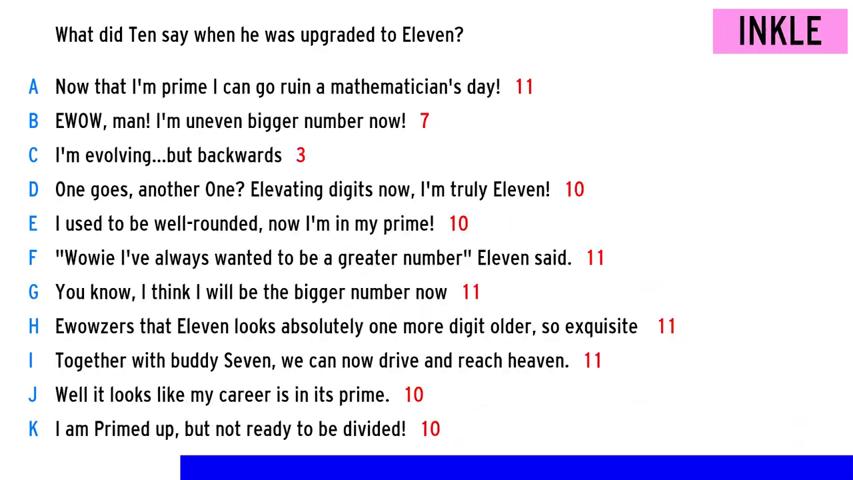 What did Ten say when he was upgraded to Eleven?
INKLE
A Now that I'm prime I can go ruin a mathematician's day! 11
B EWOW, man! I'm uneven bigger number now! 7
C I'm evolving...but backwards 3
D One goes, another One? Elevating digits now, I'm truly Eleven! 10
E I used to be well-rounded, now I'm in my prime! 10
F "Wowie I've always wanted to be a greater number" Eleven said. 11
G You know, I think I will be the bigger number now 11
H Ewowzers that Eleven looks absolutely one more digit older, so exquisite 11
I Together with buddy Seven, we can now drive and reach heaven. 11
J Well it looks like my career is in its prime. 10
K I am Primed up, but not ready to be divided! 10